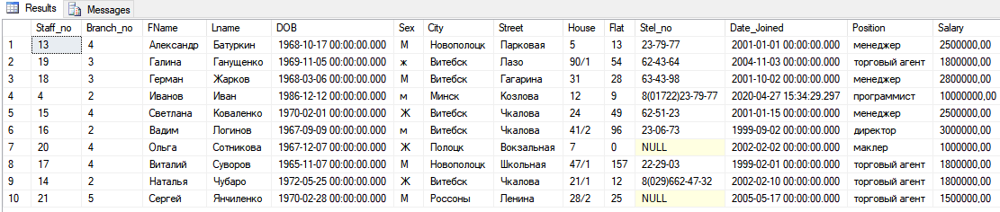 Results Messages
Staff_no Branch_no FName Lname DOB Sex City Street House Flat Stel_no Date_Joined Position Salary
1 13 4 Александр Батуркин 1968-10-17 00:00:00.000 М Новополоцк Парковая 5 13 23-79-77 2001-01-01 00:00:00.000 менеджер 2500000,00
2 19 3 Галина Ганущенко 1969-11-05 00:00:00.000 ж Витебск Лазо 90/1 54 62-43-64 2004-11-03 00:00:00.000 торговый агент 1800000,00
3 18 3 Герман Жарков 1968-03-06 00:00:00.000 М Витебск Гагарина 31 28 63-43-98 2001-10-02 00:00:00.000 менеджер 2800000,00
4 4 2 Иванов Иван 1986-12-12 00:00:00.000 м Минск Козлова 12 9 8(01722)23-79-77 2020-04-27 15:34:29.297 программист 10000000,00
5 15 4 Светлана Коваленко 1970-02-01 00:00:00.000 Ж Витебск Чкалова 24 49 62-51-23 2001-01-15 00:00:00.000 менеджер 2500000,00
6 16 2 Вадим Логинов 1967-09-09 00:00:00.000 м Витебск Чкалова 41/2 96 23-06-73 1999-09-02 00:00:00.000 директор 3000000,00
7 20 4 Ольга Сотникова 1967-12-07 00:00:00.000 Ж Полоцк Вокзальная 7 0 NULL 2002-02-02 00:00:00.000 маклер 1000000,00
8 17 4 Виталий Суворов 1965-11-07 00:00:00.000 М Новополоцк Школьная 47/1 157 22-29-03 1999-02-01 00:00:00.000 торговый агент 1800000,00
9 14 2 Наталья Чубаро 1972-05-25 00:00:00.000 Ж Витебск Чкалова 21/1 12 8(029)662-47-32 2002-02-10 00:00:00.000 торговый агент 1800000,00
10 21 5 Сергей Янчиленко 1970-02-28 00:00:00.000 М Россоны Ленина 28/2 25 NULL 2005-05-17 00:00:00.000 торговый агент 1500000,00